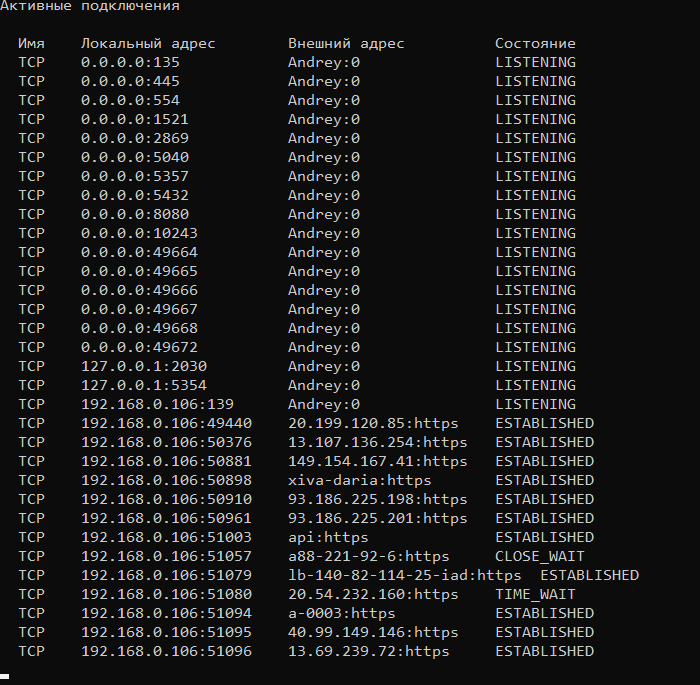 Активные подключения
Имя Локальный адрес Внешний адрес Состояние
TCP 0.0.0.0:135 Andrey:0 LISTENING
TCP 0.0.0.0:445 Andrey:0 LISTENING
TCP 0.0.0.0:554 Andrey:0 LISTENING
TCP 0.0.0.0:1521 Andrey:0 LISTENING
TCP 0.0.0.0:2869 Andrey:0 LISTENING
TCP 0.0.0.0:5040 Andrey:0 LISTENING
TCP 0.0.0.0:5357 Andrey:0 LISTENING
TCP 0.0.0.0:5432 Andrey:0 LISTENING
TCP 0.0.0.0:8080 Andrey:0 LISTENING
TCP 0.0.0.0:10243 Andrey:0 LISTENING
TCP 0.0.0.0:49664 Andrey:0 LISTENING
TCP 0.0.0.0:49665 Andrey:0 LISTENING
TCP 0.0.0.0:49666 Andrey:0 LISTENING
TCP 0.0.0.0:49667 Andrey:0 LISTENING
TCP 0.0.0.0:49668 Andrey:0 LISTENING
TCP 0.0.0.0:49672 Andrey:0 LISTENING
TCP 127.0.0.1:2030 Andrey:0 LISTENING
TCP 127.0.0.1:5354 Andrey:0 LISTENING
TCP 192.168.0.106:139 Andrey:0 LISTENING
TCP 192.168.0.106:49440 20.199.120.85:https ESTABLISHED
TCP 192.168.0.106:50376 13.107.136.254:https ESTABLISHED
TCP 192.168.0.106:50881 149.154.167.41:https ESTABLISHED
TCP 192.168.0.106:50898 xiva-daria:https ESTABLISHED
TCP 192.168.0.106:50910 93.186.225.198:https ESTABLISHED
TCP 192.168.0.106:50961 93.186.225.201:https ESTABLISHED
TCP 192.168.0.106:51003 api:https ESTABLISHED
TCP 192.168.0.106:51057 a88-221-92-6:https CLOSE_WAIT
TCP 192.168.0.106:51079 lb-140-82-114-25-iad:https ESTABLISHED
TCP 192.168.0.106:51080 20.54.232.160:https TIME_WAIT
TCP 192.168.0.106:51094 a-0003:https ESTABLISHED
TCP 192.168.0.106:51095 40.99.149.146:https ESTABLISHED
TCP 192.168.0.106:51096 13.69.239.72:https ESTABLISHED